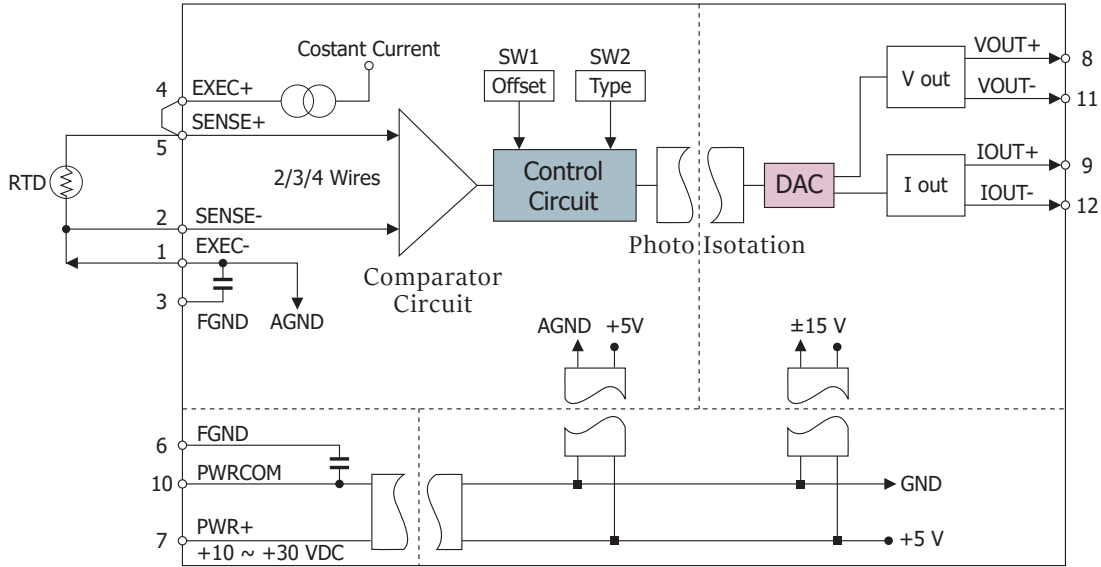 Costant Current
SW1
SW2
Offset
Type
4 EXEC+
SENSE+
5
RTD
2/3/4 Wires
Control
Circuit
DAC
V out
VOUT+ 8
VOUT- 11
I out
IOUT+ 9
IOUT- 12
2 SENSE-
1 EXEC-
3
FGND
AGND
Comparator
Circuit
Photo Isotation
AGND +5V
±15 V
6 FGND
10 PWRCOM
7 PWR+
+10 ~ +30 VDC
GND
+5 V